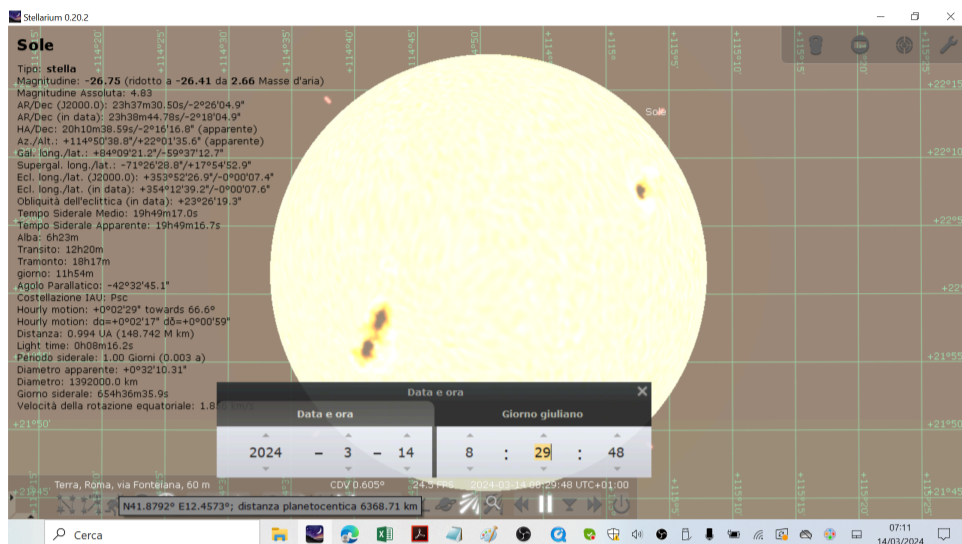 Stellarium 0.20.2
Sole
Tipo: stella
Magnitudine: -26.75 (ridotto a -26.41 da 2.66 Masse d'aria)
Magnitudine Assoluta: 4.83
AR/Dec (J2000.0): 23h37m30.50s/-2°26'04.9"
AR/Dec (in data): 23h38m44.78s/-2°18'04.9"
HA/Dec: 20h10m38.59s/-2°16'16.8" (apparente)
Az./Alt.: +114°50'38.8"/+22°01'35.6" (apparente)
Gal. long./lat.: +84°09'21.2"/-59°37'12.7"
Supergal. long./lat.: -71°26'28.8"/+17°54'52.9"
Ecl. long./lat. (J2000.0): +353°52'26.9"/-0°00'07.4"
Ecl. long./lat. (in data): +354°12'39.2"/-0°00'07.6"
Obliquità dell'eclittica (in data): +23°26'19.3"
Tempo Siderale Medio: 19h49m17.0s
Tempo Siderale Apparente: 19h49m16.7s
Alba: 6h23m
Transito: 12h20m
Tramonto: 18h17m
giorno: 11h54m
Agolo Parallatico: -42°32'45.1"
Costellazione IAU: Psc
Hourly motion: +0°02'29" towards 66.6°
Hourly motion: dα=+0°02'17" dδ=+0°00'59"
Distanza: 0.994 UA (148.742 M km)
Light time: 0h08m16.2s
Periodo siderale: 1.00 Giorni (0.003 a)
Diametro apparente: +0°32'10.31"
Diametro: 1392000.0 km
Giorno siderale: 654h36m35.9s
Velocità della rotazione equatoriale:
+114°20'
+114°30'
+114°35'
+114°40'
+114°45'
+114°50'
+115°
+115°5'
+115°10'
+115°15'
+115°20'
+22°15'
+22°10'
+22°5'
+22°
+21°55'
+21°50'
+21°50'
+21°45'
+21°45'
Sole
Data e ora
Data e ora
Giorno giuliano
2024 – 3 – 14
8 : 29 : 48
Terra, Roma, via Fontelana, 60 m
CDV 0.605°
24.5 FPS
2024-03-14 08:29:48 UTC+01:00
N41.8792° E12.4573°; distanza planetocentica 6368.71 km
Cerca
07:11
14/03/2024